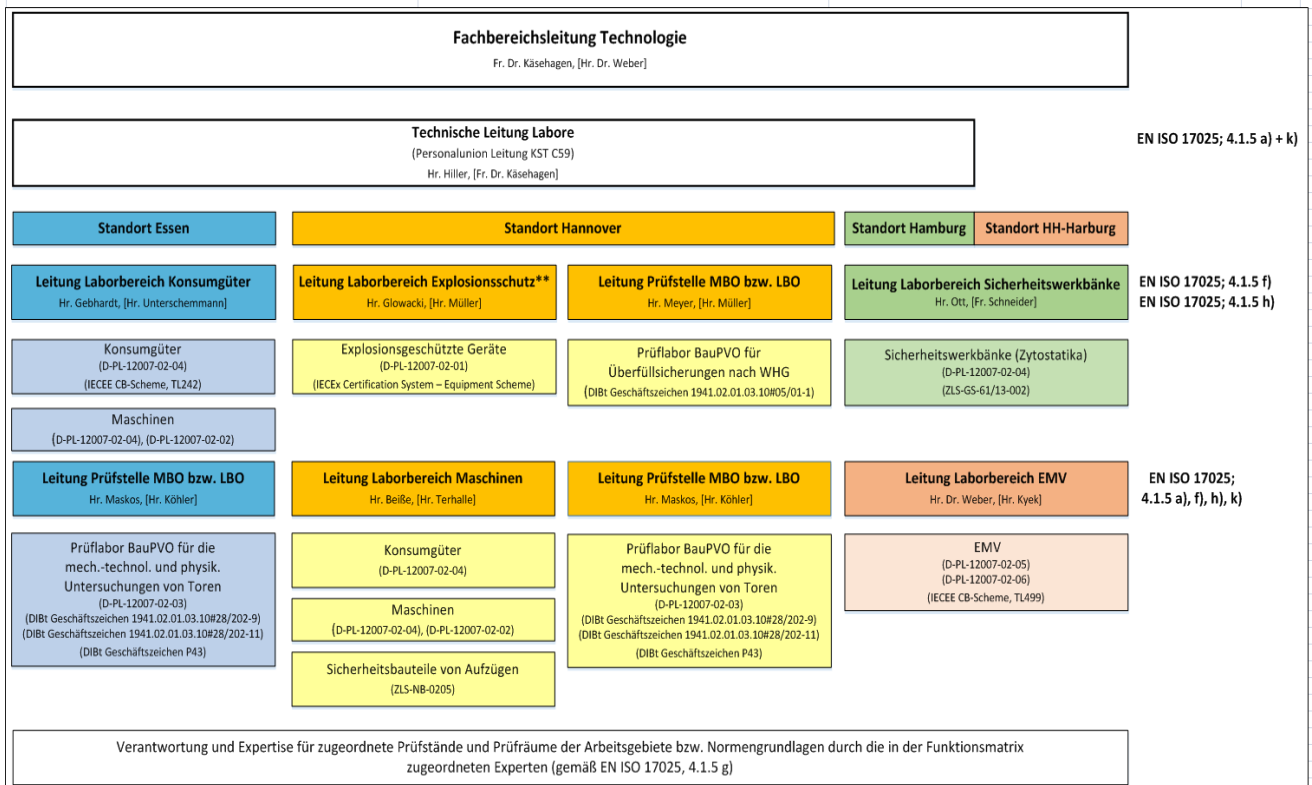 Fachbereichsleitung Technologie
Fr. Dr. Käsehagen, [Hr. Dr. Weber]
Technische Leitung Labore
(Personalunion Leitung KST C59)
Hr. Hiller, [Fr. Dr. Käsehagen]
EN ISO 17025; 4.1.5 a) + k)
Standort Essen
Standort Hannover
Standort Hamburg
Standort HH-Harburg
Leitung Laborbereich Konsumgüter
Hr. Gebhardt, [Hr. Unterschemmann]
Leitung Laborbereich Explosionsschutz**
Hr. Glowacki, [Hr. Müller]
Leitung Prüfstelle MBO bzw. LBO
Hr. Meyer, [Hr. Müller]
Leitung Laborbereich Sicherheitswerkbänke
Hr. Ott, [Fr. Schneider]
EN ISO 17025; 4.1.5 f)
EN ISO 17025; 4.1.5 h)
Konsumgüter
(D-PL-12007-02-04)
(IECEE CB-Scheme, TL242)
Explosionsgeschützte Geräte
(D-PL-12007-02-01)
(IECEx Certification System – Equipment Scheme)
Prüflabor BauPVO für
Überfüllsicherungen nach WHG
(DIBt Geschäftszeichen 1941.02.01.03.10#05/01-1)
Sicherheitswerkbänke (Zytostatika)
(D-PL-12007-02-04)
(ZLS-GS-61/13-002)
Maschinen
(D-PL-12007-02-04), (D-PL-12007-02-02)
Leitung Prüfstelle MBO bzw. LBO
Hr. Maskos, [Hr. Köhler]
Leitung Laborbereich Maschinen
Hr. Beiße, [Hr. Terhalle]
Leitung Prüfstelle MBO bzw. LBO
Hr. Maskos, [Hr. Köhler]
Leitung Laborbereich EMV
Hr. Dr. Weber, [Hr. Kyek]
EN ISO 17025;
4.1.5 a), f), h), k)
Prüflabor BauPVO für die
mech.-technol. und physik.
Untersuchungen von Toren
(D-PL-12007-02-03)
(DIBt Geschäftszeichen 1941.02.01.03.10#28/202-9)
(DIBt Geschäftszeichen 1941.02.01.03.10#28/202-11)
(DIBt Geschäftszeichen P43)
Konsumgüter
(D-PL-12007-02-04)
Maschinen
(D-PL-12007-02-04), (D-PL-12007-02-02)
Sicherheitsbauteile von Aufzügen
(ZLS-NB-0205)
Prüflabor BauPVO für die
mech.-technol. und physik.
Untersuchungen von Toren
(D-PL-12007-02-03)
(DIBt Geschäftszeichen 1941.02.01.03.10#28/202-9)
(DIBt Geschäftszeichen 1941.02.01.03.10#28/202-11)
(DIBt Geschäftszeichen P43)
EMV
(D-PL-12007-02-05)
(D-PL-12007-02-06)
(IECEE CB-Scheme, TL499)
Verantwortung und Expertise für zugeordnete Prüfstände und Prüfräume der Arbeitsgebiete bzw. Normengrundlagen durch die in der Funktionsmatrix
zugeordneten Experten (gemäß EN ISO 17025, 4.1.5 g)